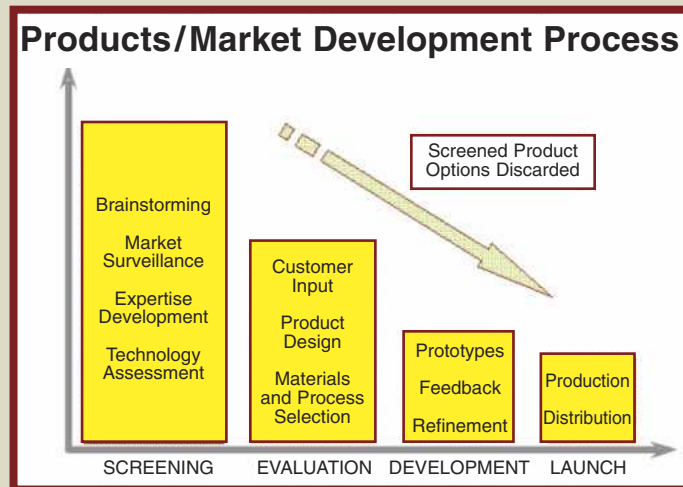 Products/Market Development Process
Screened Product
Options Discarded
Brainstorming
Market
Surveillance
Expertise
Development
Technology
Assessment
Customer
Input
Product
Design
Materials
and Process
Selection
Prototypes
Feedback
Refinement
Production
Distribution
SCREENING EVALUATION DEVELOPMENT LAUNCH